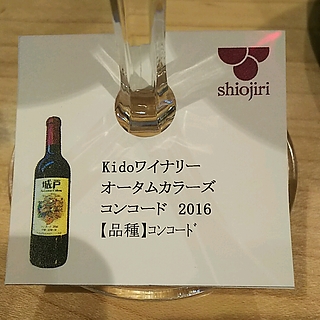 shiojiri
城戸
Kidoワイナリー
オータムカラーズ
コンコード 2016
【品種】ｺﾝｺｰﾄﾞ